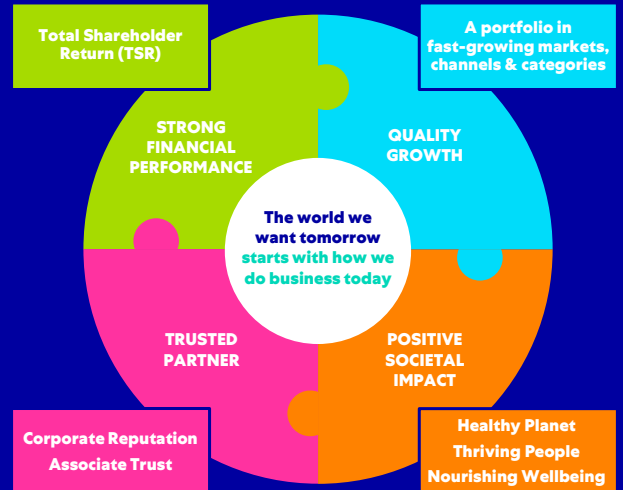 Total Shareholder
Return (TSR)
A portfolio in
fast-growing markets,
channels & categories
STRONG
FINANCIAL
PERFORMANCE
QUALITY
GROWTH
The world we
want tomorrow
starts with how we
do business today
TRUSTED
PARTNER
POSITIVE
SOCIETAL
IMPACT
Corporate Reputation
Associate Trust
Healthy Planet
Thriving People
Nourishing Wellbeing